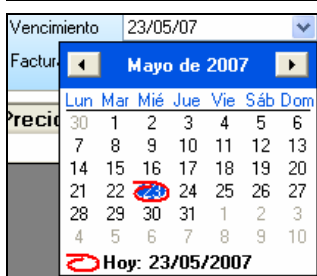 Vencimiento 23/05/07
Factur
Mayo de 2007
Lun Mar Mié Jue Vie Sáb Dom
Precio
30 1 2 3 4 5 6
7 8 9 10 11 12 13
14 15 16 17 18 19 20
21 22 23 24 25 26 27
28 29 30 31 1 2 3
4 5 6 7 8 9 10
Hoy: 23/05/2007